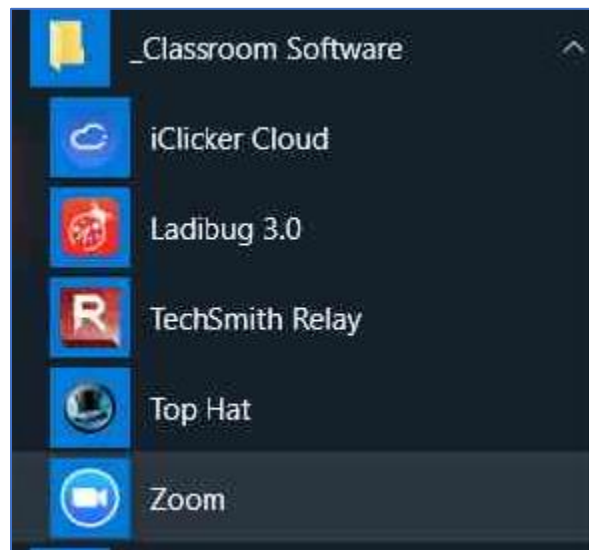 _Classroom Software
iClicker Cloud
Ladibug 3.0
R
TechSmith Relay
Top Hat
Zoom